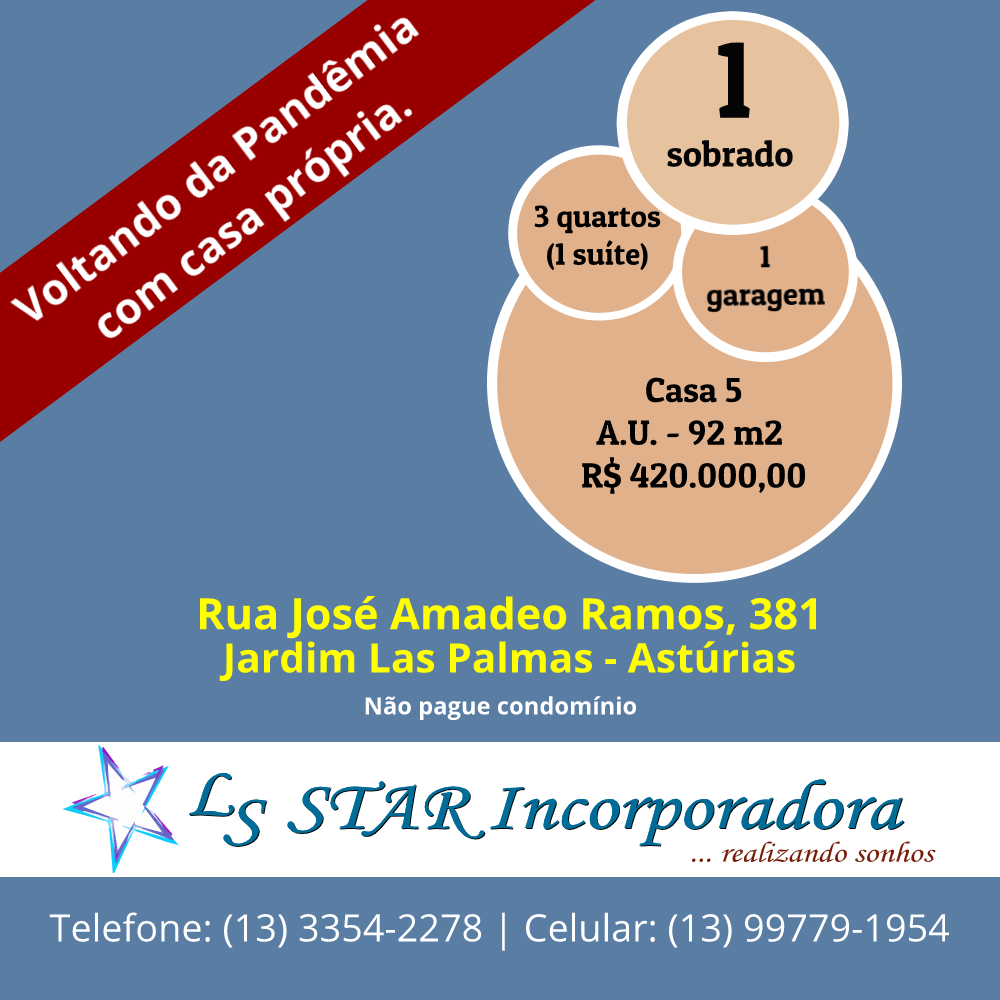 Voltando da Pandêmia
com casa própria.
1
sobrado
3 quartos
(1 suíte)
1
garagem
Casa 5
A.U. - 92 m2
R$ 420.000,00
Rua José Amadeo Ramos, 381
Jardim Las Palmas - Astúrias
Não pague condomínio
LS STAR Incorporadora
... realizando sonhos
Telefone: (13) 3354-2278 | Celular: (13) 99779-1954